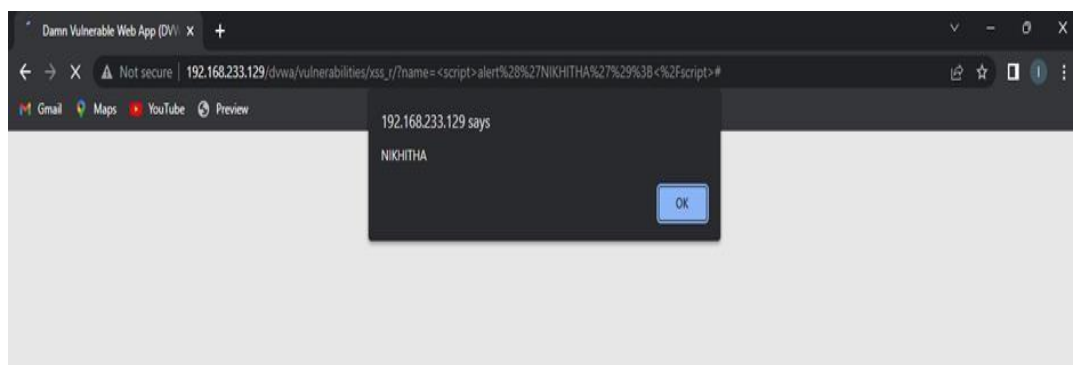 Damn Vulnerable Web App (DVV
Not secure | 192.168.233.129/dvwa/vulnerabilities/xss_r/?name=<script>alert%28%27NIKHITHA%27%29%3B<%2Fscript>#
Gmail Maps YouTube Preview
192.168.233.129 says
NIKHITHA
OK